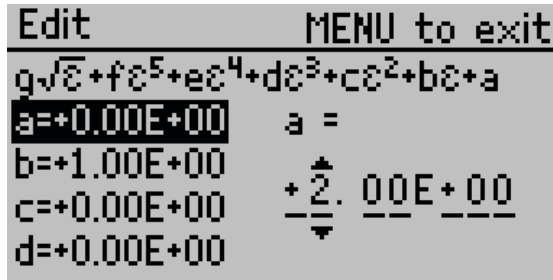 Edit MENU to exit
g√ε+fε⁵+eε⁴+dε³+cε²+bε+a
a=+0.00E+00 a =
b=+1.00E+00
+2.00E+00
c=+0.00E+00
d=+0.00E+00